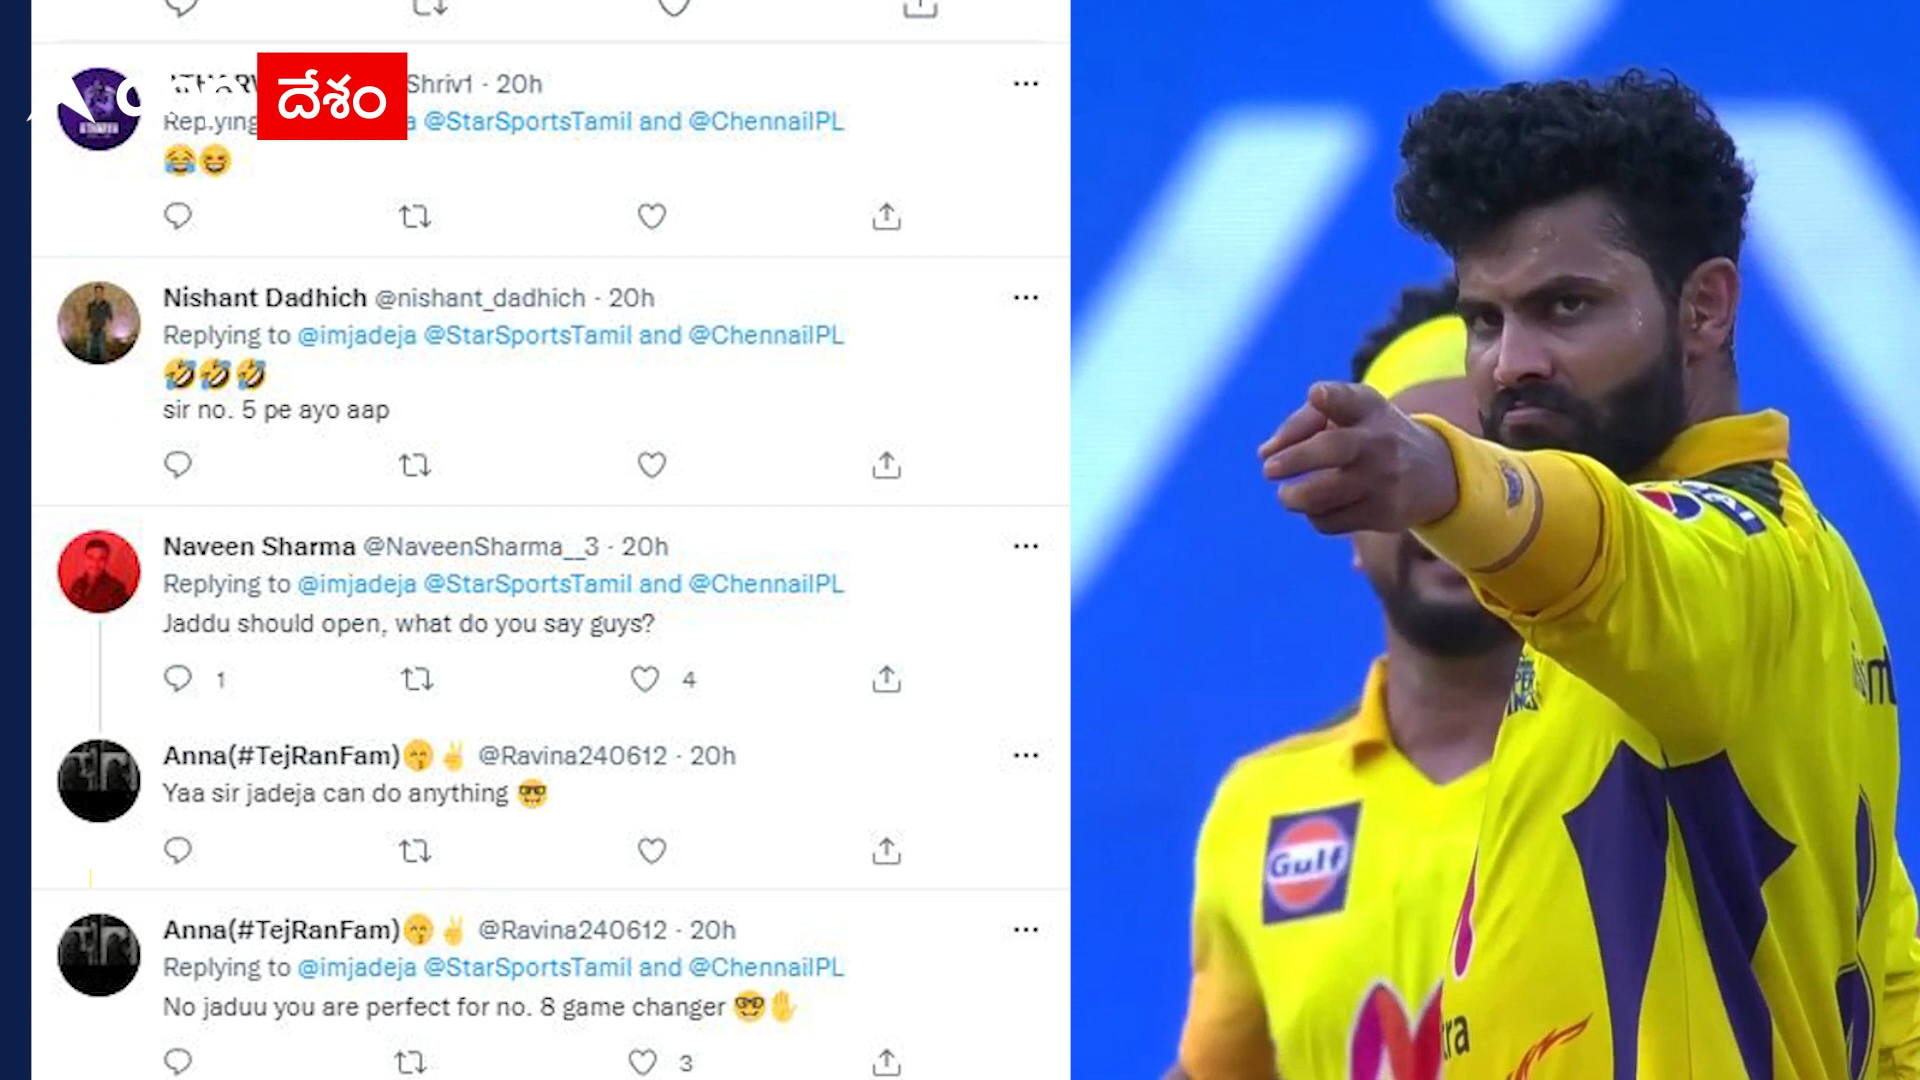 దేశం
Shriv1 · 20h
@StarSportsTamil and @ChennaiIPL
😂😆
Nishant Dadhich @nishant_dadhich · 20h
Replying to @imjadeja @StarSportsTamil and @ChennaiIPL
🤣🤣🤣
sir no. 5 pe ayo aap
Naveen Sharma @NaveenSharma__3 · 20h
Replying to @imjadeja @StarSportsTamil and @ChennaiIPL
Jaddu should open, what do you say guys?
1 4
Anna(#TejRanFam)😙✌ @Ravina240612 · 20h
Yaa sir jadeja can do anything 🤓
Anna(#TejRanFam)😙✌ @Ravina240612 · 20h
Replying to @imjadeja @StarSportsTamil and @ChennaiIPL
No jaduu you are perfect for no. 8 game changer 🤓✋
3
Gulf